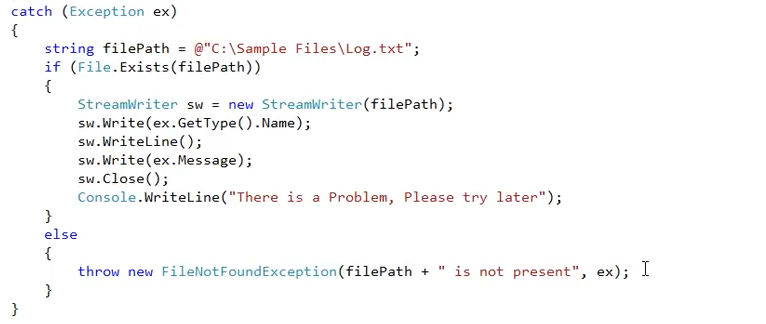 catch (Exception ex)
{
    string filePath = @"C:\Sample Files\Log.txt";
    if (File.Exists(filePath))
    {
        StreamWriter sw = new StreamWriter(filePath);
        sw.Write(ex.GetType().Name);
        sw.WriteLine();
        sw.Write(ex.Message);
        sw.Close();
        Console.WriteLine("There is a Problem, Please try later");
    }
    else
    {
        throw new FileNotFoundException(filePath + " is not present", ex);
    }
}